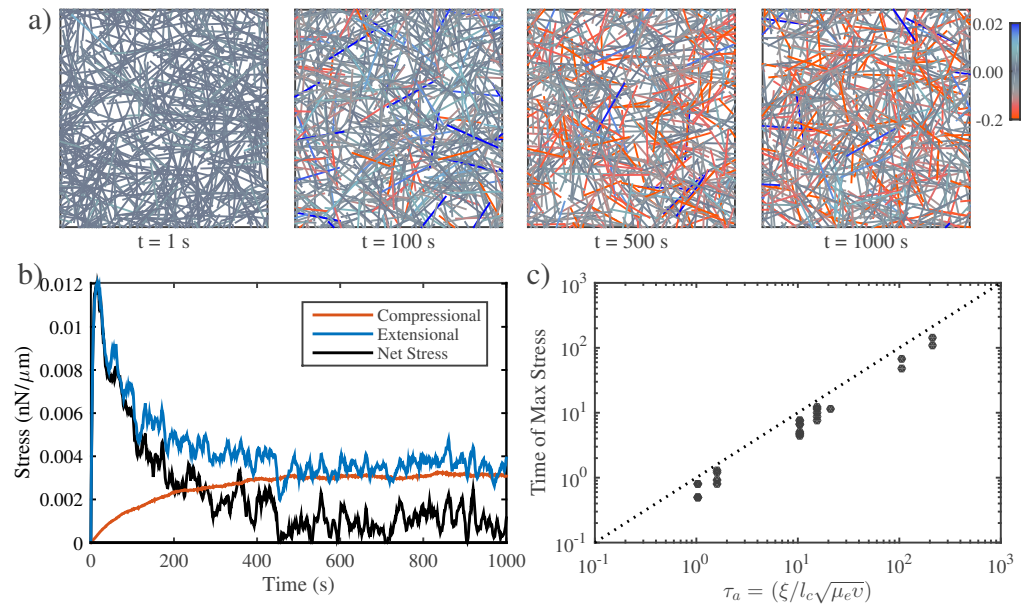 a)
0.02
0.00
-0.2
t = 1 s
t = 100 s
t = 500 s
t = 1000 s
b)
0.012
0.01
0.008
0.006
0.004
0.002
0
Stress (nN/μm)
Compressional
Extensional
Net Stress
0
200
400
600
800
1000
Time (s)
c)
10^3
10^2
10^1
10^0
10^-1
Time of Max Stress
10^-1
10^0
10^1
10^2
10^3
τ_a = (ξ/l_c√μ_e υ)